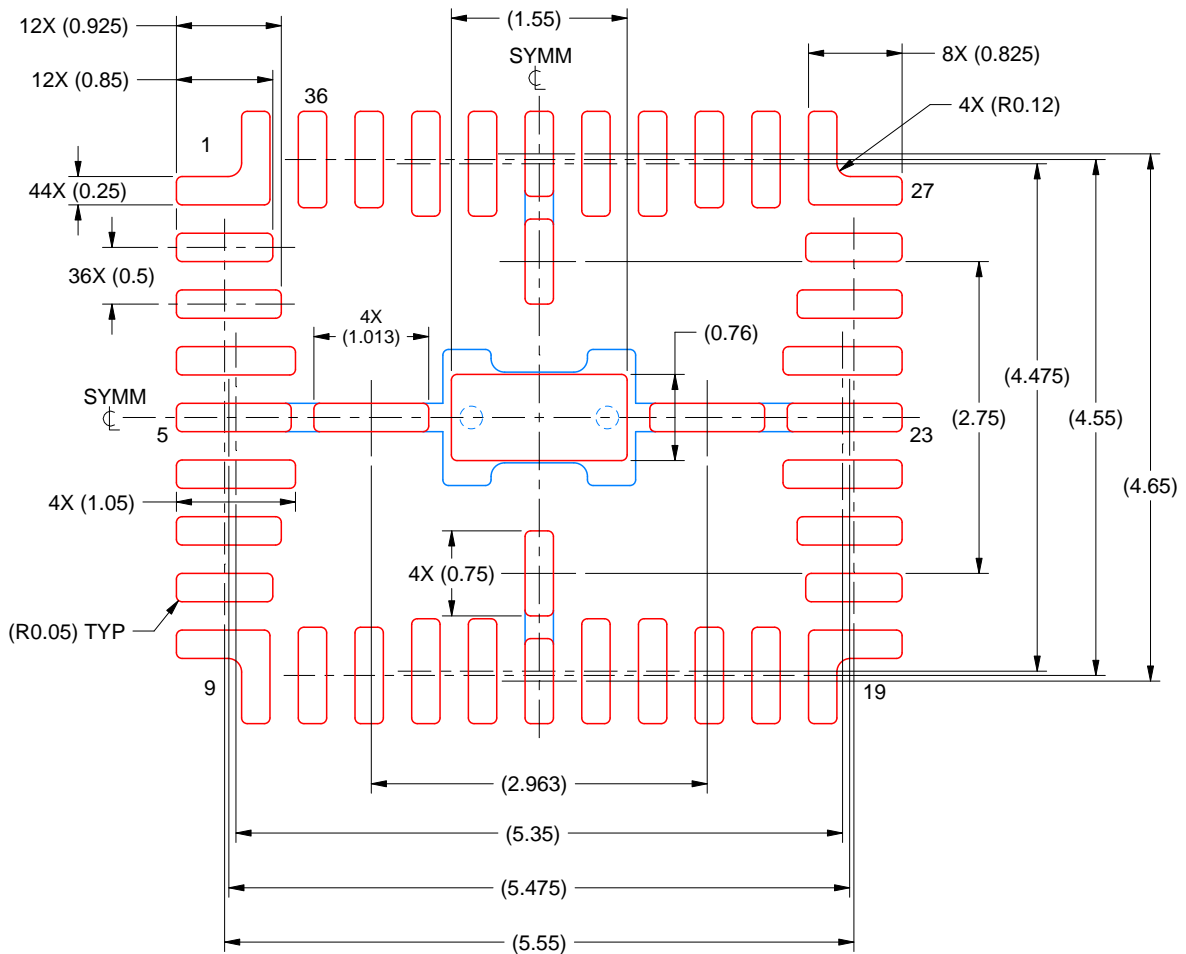 12X (0.925)
(1.55)
8X (0.825)
SYMM
℄
12X (0.85)
36
4X (R0.12)
1
44X (0.25)
27
36X (0.5)
4X
(1.013)
(0.76)
(4.475)
SYMM
℄
(2.75)
(4.55)
5
23
(4.65)
4X (1.05)
4X (0.75)
(R0.05) TYP
9
19
(2.963)
(5.35)
(5.475)
(5.55)